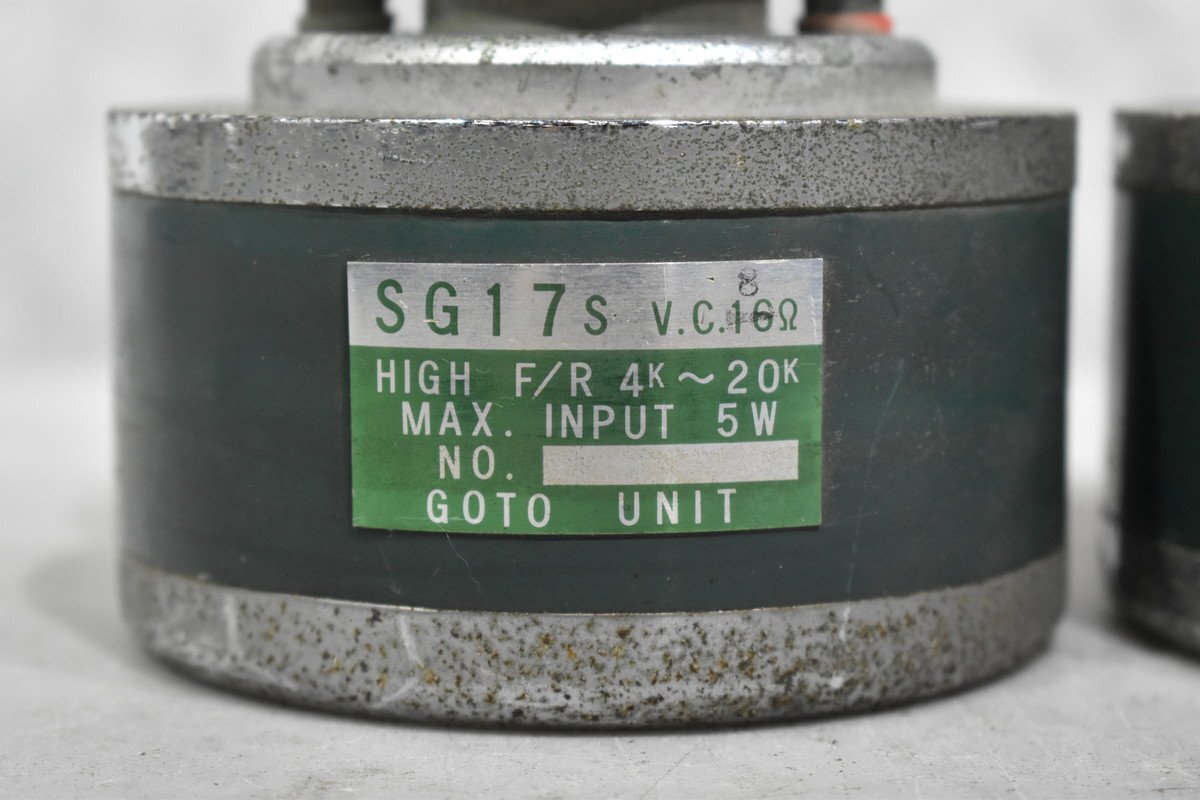 8
SG17S V.C.16Ω
HIGH F/R 4K~20K
MAX. INPUT 5W
NO.
GOTO UNIT